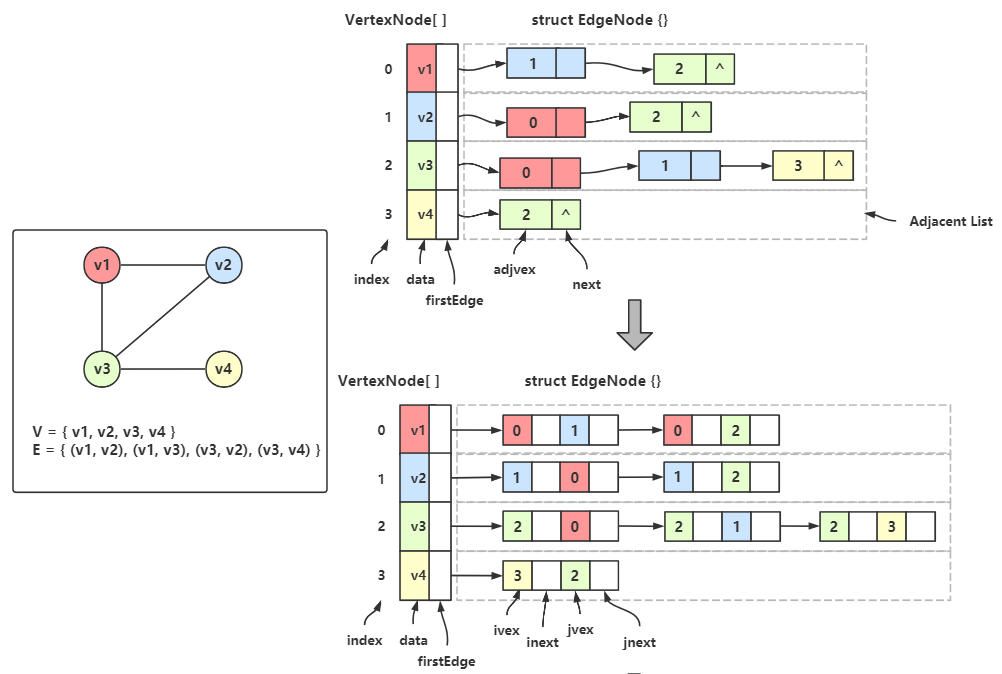 VertexNode[ ] struct EdgeNode {}
0 v1 1 2 ^
1 v2 0 2 ^
2 v3 0 1 3 ^
3 v4 2 ^
Adjacent List
index data firstEdge adjvex next
v1 v2
v3 v4
V = { v1, v2, v3, v4 }
E = { (v1, v2), (v1, v3), (v3, v2), (v3, v4) }
VertexNode[ ] struct EdgeNode {}
0 v1 0 1 0 2
1 v2 1 0 1 2
2 v3 2 0 2 1 2 3
3 v4 3 2
index data firstEdge ivex inext jvex jnext